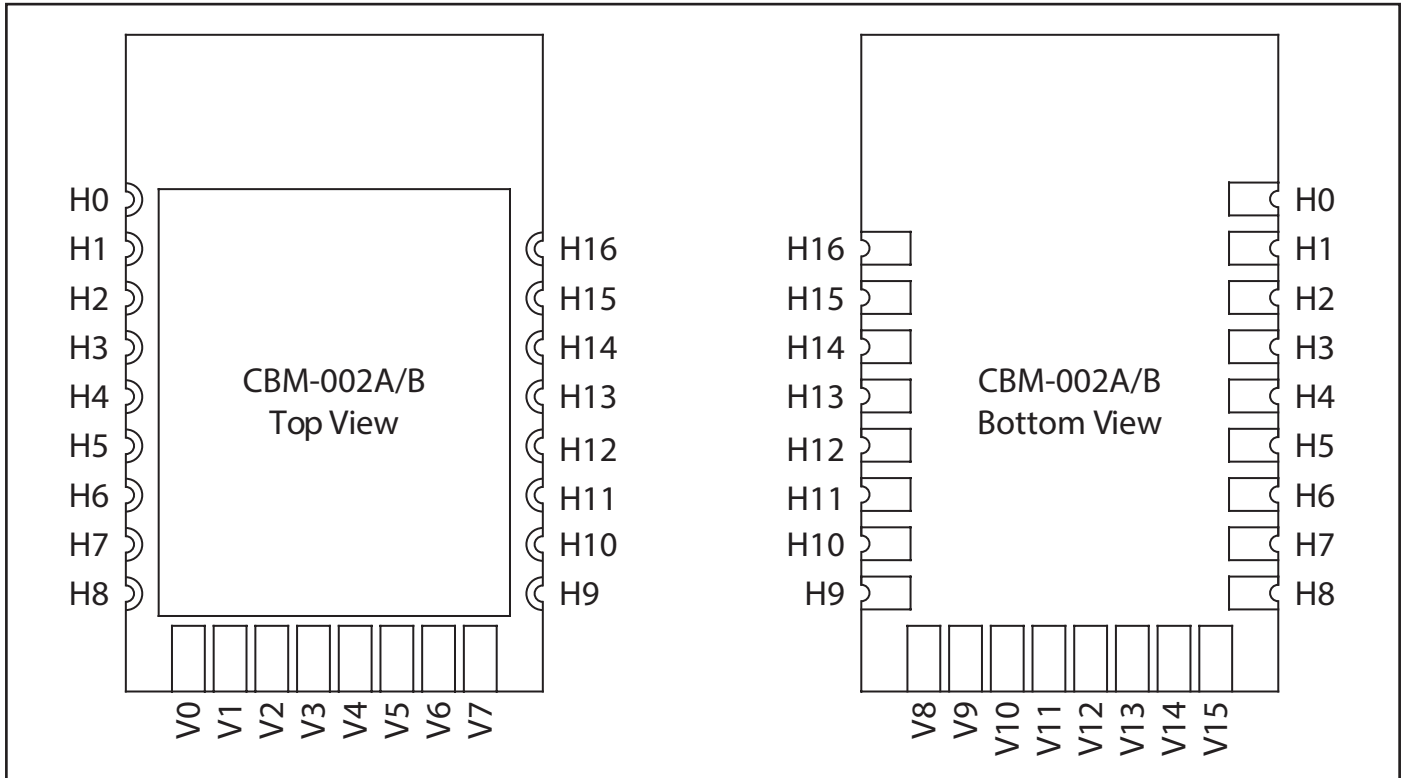 H0
H1
H2
H3
H4
H5
H6
H7
H8
CBM-002A/B
Top View
H16
H15
H14
H13
H12
H11
H10
H9
V0
V1
V2
V3
V4
V5
V6
V7
H16
H15
H14
H13
H12
H11
H10
H9
CBM-002A/B
Bottom View
H0
H1
H2
H3
H4
H5
H6
H7
H8
V8
V9
V10
V11
V12
V13
V14
V15